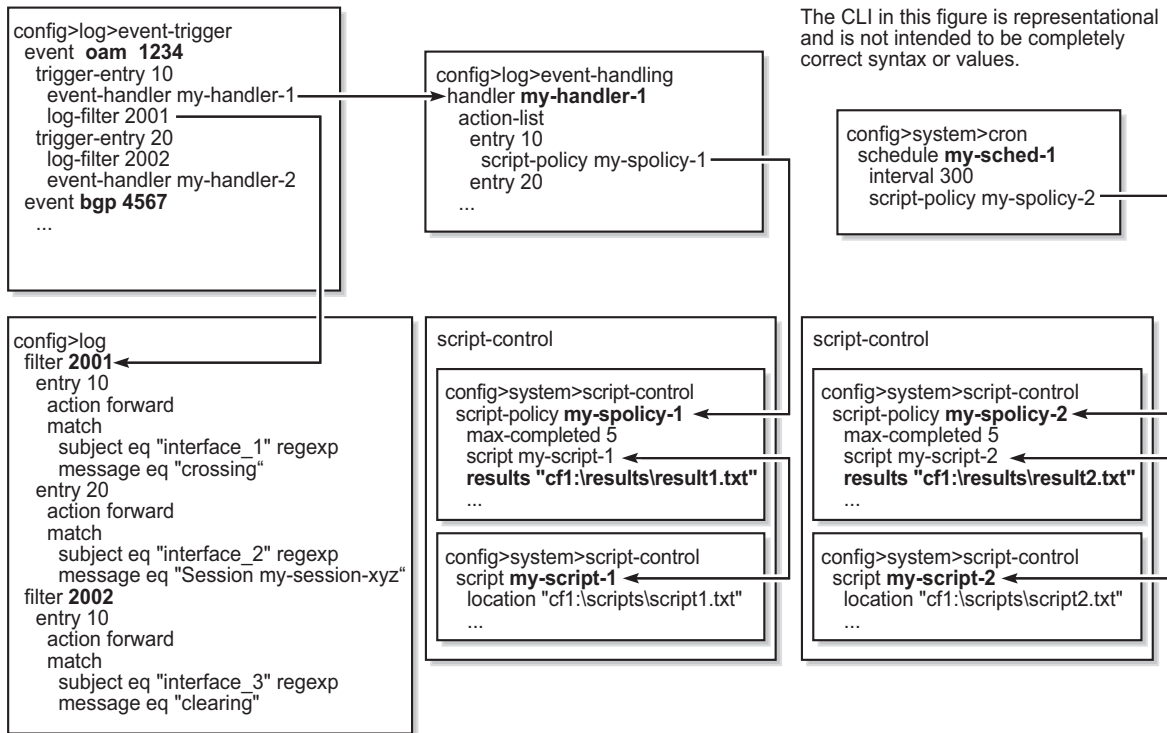 config>log>event-trigger
event oam 1234
trigger-entry 10
event-handler my-handler-1
log-filter 2001
trigger-entry 20
log-filter 2002
event-handler my-handler-2
event bgp 4567
...
config>log>event-handling
handler my-handler-1
action-list
entry 10
script-policy my-spolicy-1
entry 20
...
The CLI in this figure is representational
and is not intended to be completely
correct syntax or values.
config>system>cron
schedule my-sched-1
interval 300
script-policy my-spolicy-2
config>log
filter 2001
entry 10
action forward
match
subject eq "interface_1" regexp
message eq "crossing“
entry 20
action forward
match
subject eq "interface_2" regexp
message eq "Session my-session-xyz“
filter 2002
entry 10
action forward
match
subject eq "interface_3" regexp
message eq "clearing"
script-control
config>system>script-control
script-policy my-spolicy-1
max-completed 5
script my-script-1
results "cf1:\results\result1.txt"
...
config>system>script-control
script my-script-1
location "cf1:\scripts\script1.txt"
...
script-control
config>system>script-control
script-policy my-spolicy-2
max-completed 5
script my-script-2
results "cf1:\results\result2.txt"
...
config>system>script-control
script my-script-2
location "cf1:\scripts\script2.txt"
...